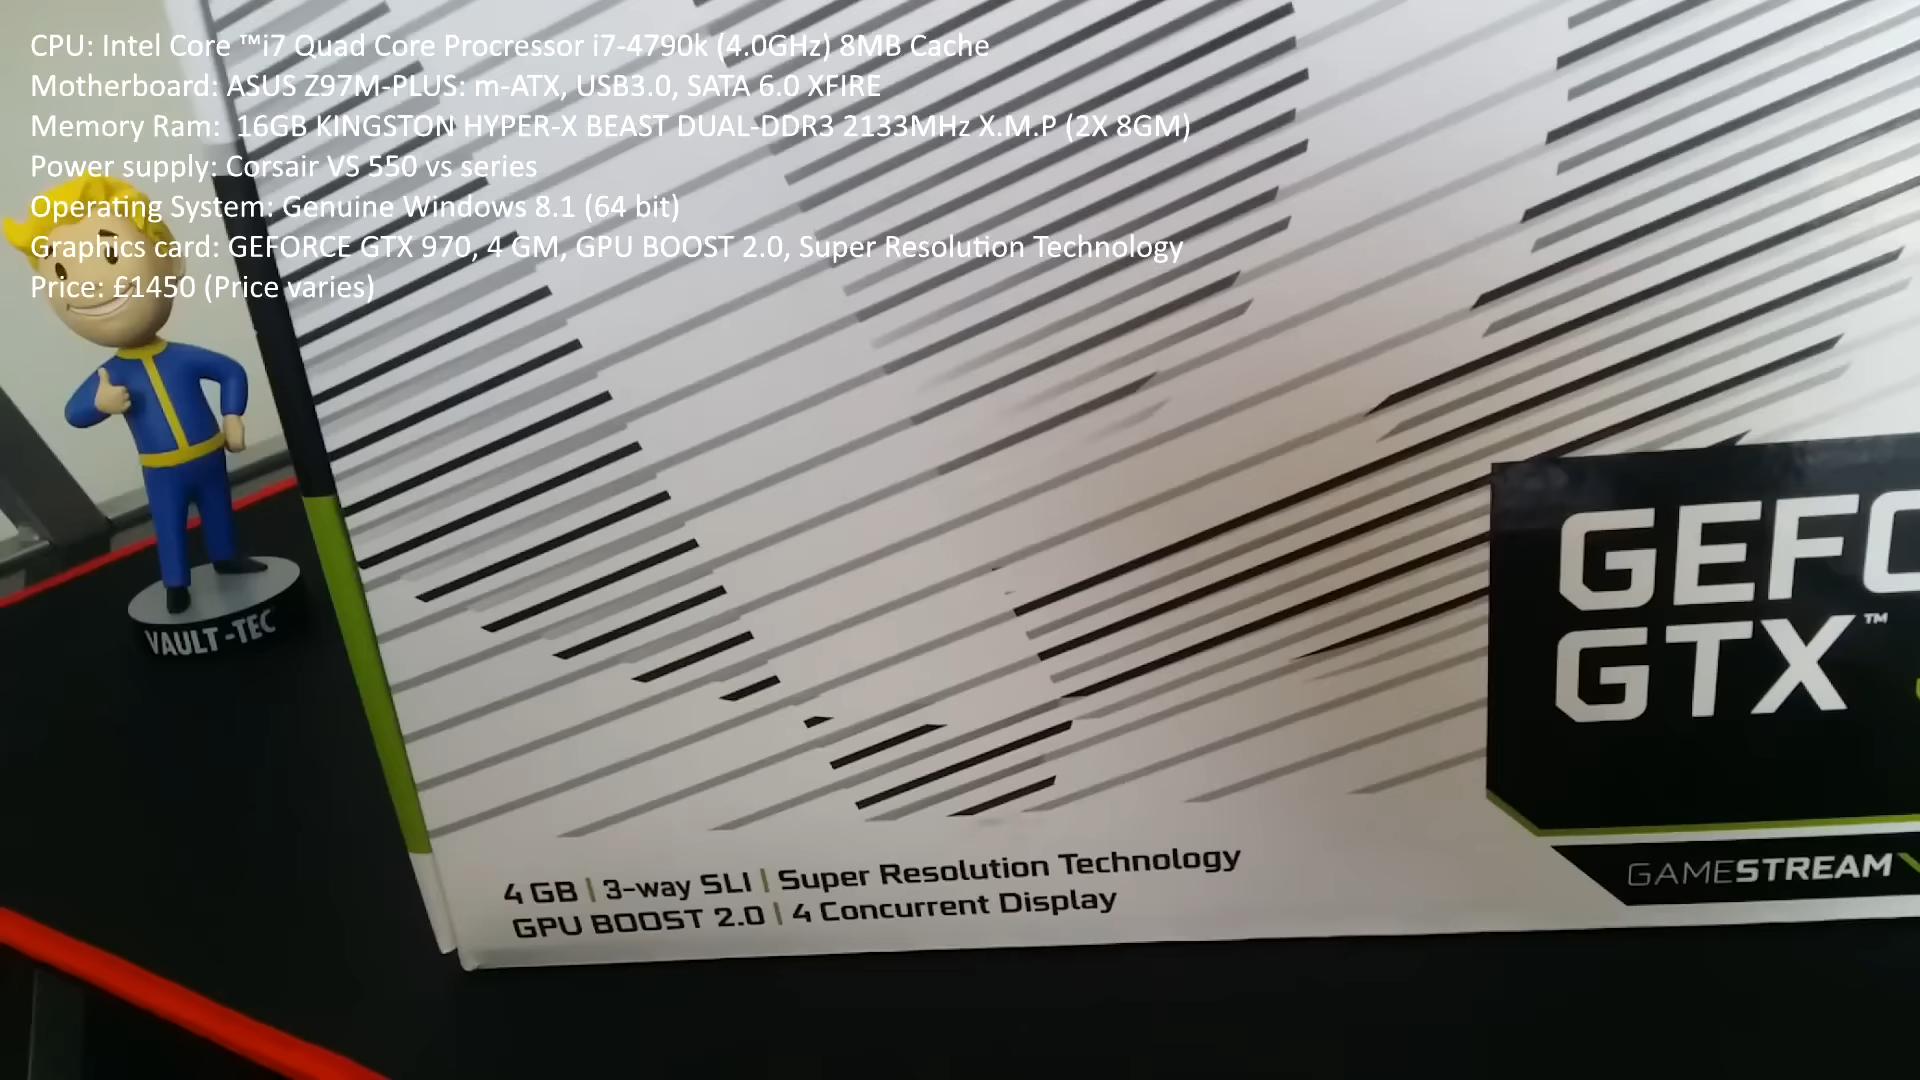 CPU: Intel Core ™i7 Quad Core Procressor i7-4790k (4.0GHz) 8MB Cache
Motherboard: ASUS Z97M-PLUS: m-ATX, USB3.0, SATA 6.0 XFIRE
Memory Ram: 16GB KINGSTON HYPER-X BEAST DUAL-DDR3 2133MHz X.M.P (2X 8GM)
Power supply: Corsair VS 550 vs series
Operating System: Genuine Windows 8.1 (64 bit)
Graphics card: GEFORCE GTX 970, 4 GM, GPU BOOST 2.0, Super Resolution Technology
Price: £1450 (Price varies)
VAULT-TEC
GEFO
GTX™
GAMESTREAM
4 GB | 3-way SLI | Super Resolution Technology
GPU BOOST 2.0 | 4 Concurrent Display